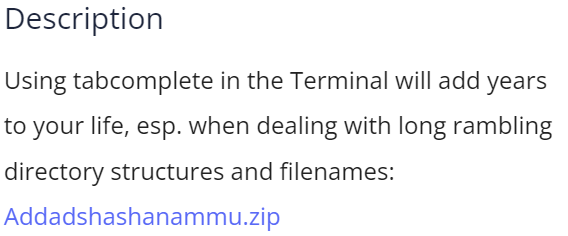 Description
Using tabcomplete in the Terminal will add years
to your life, esp. when dealing with long rambling
directory structures and filenames:
Addadshashanammu.zip